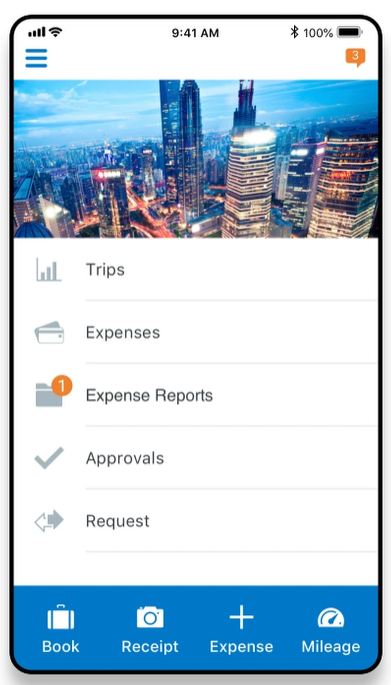 9:41 AM
100%
3
Trips
Expenses
1
Expense Reports
Approvals
Request
Book
Receipt
Expense
Mileage